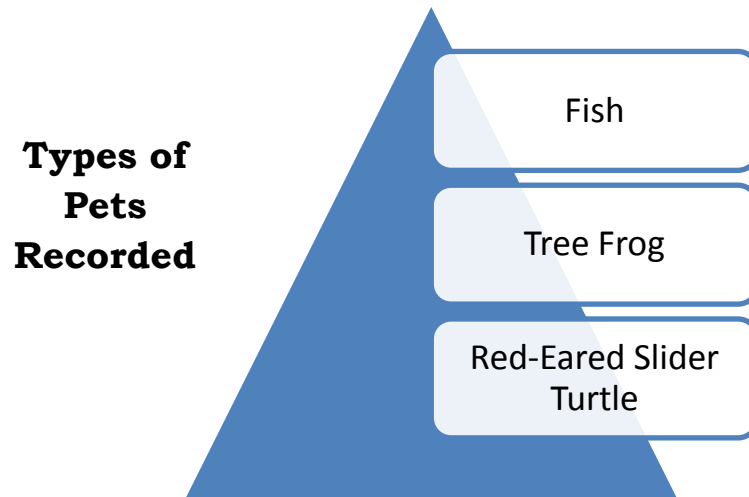 Types of
Pets
Recorded
Fish
Tree Frog
Red-Eared Slider
Turtle